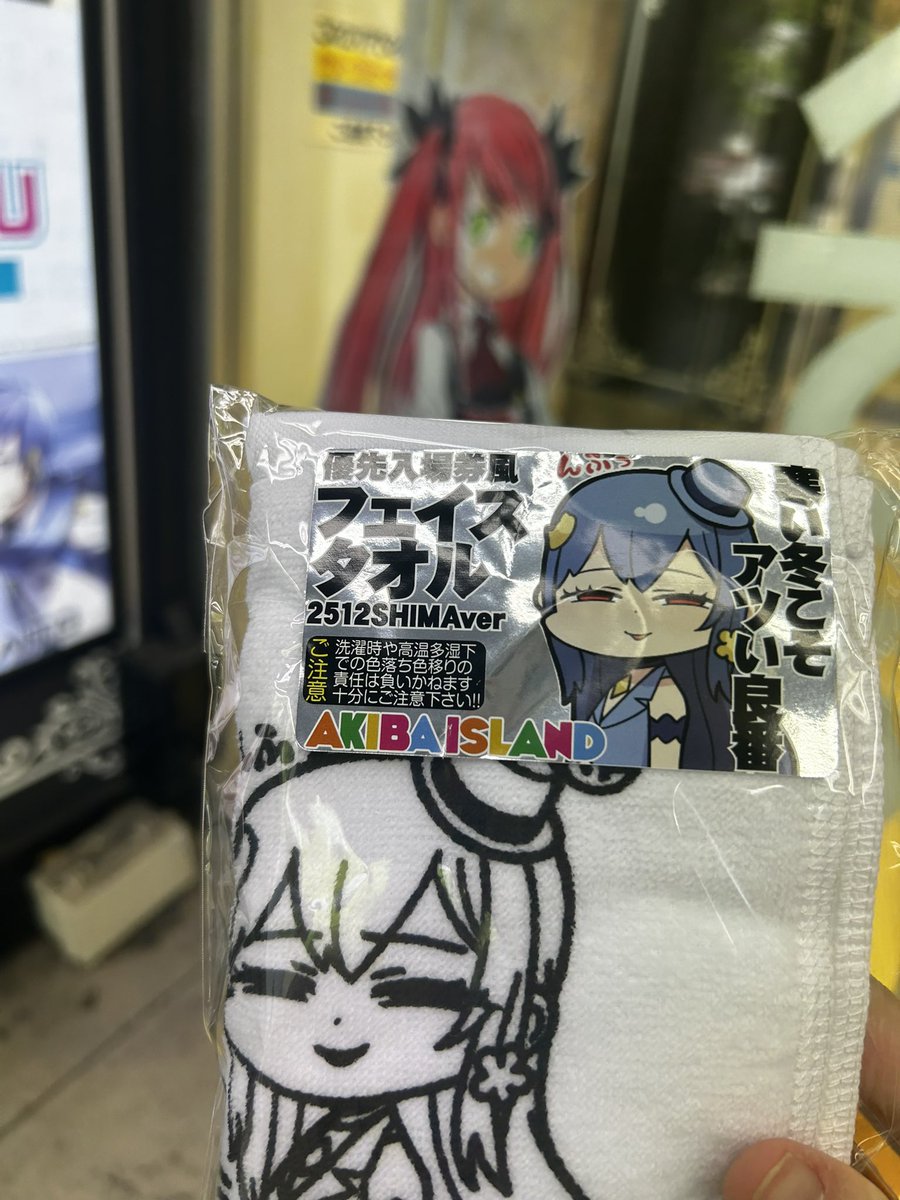 優先入場券風
フェイス
タオル
2512SHIMAver
ご注意
洗濯時や高温多湿下
での色落ち色移りの
責任は負いかねます
十分にご注意下さい!!
AKIBA ISLAND
い冬こそ
アツい良番
U